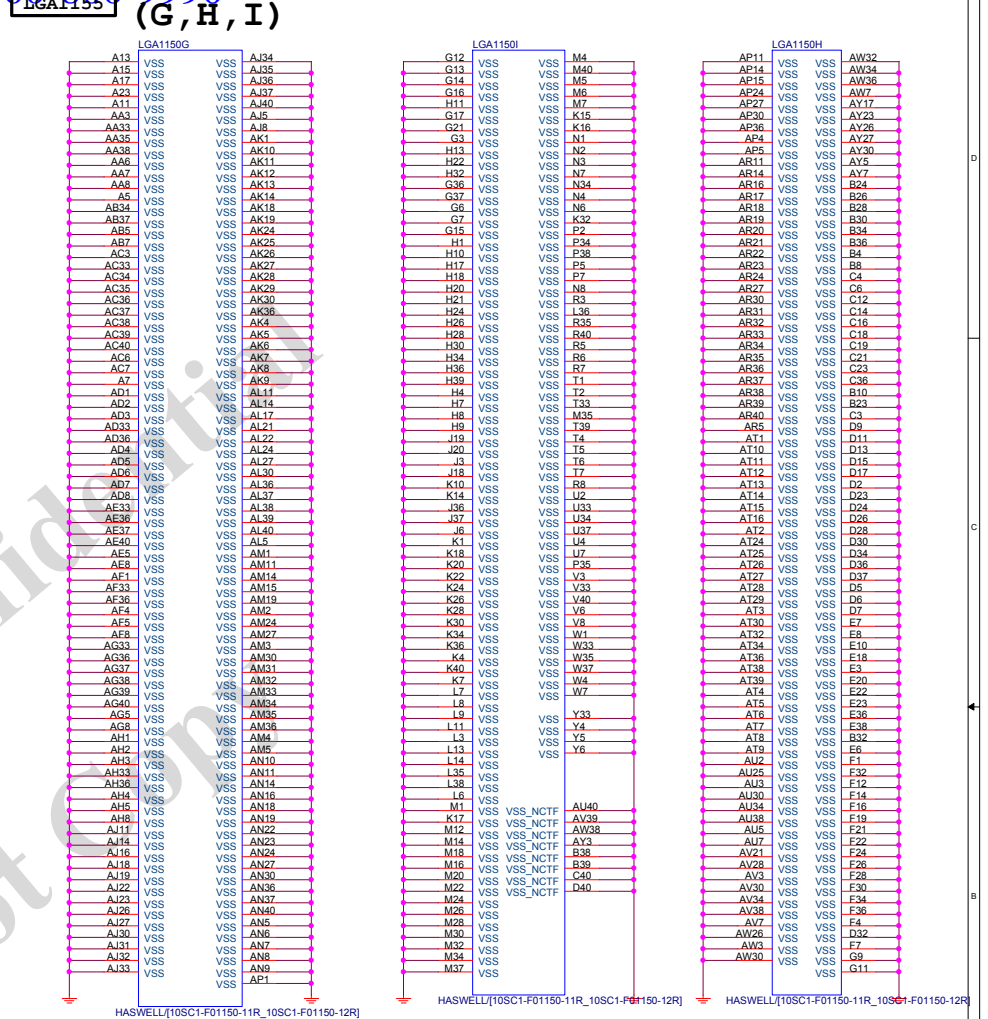 LGA1155
(G,H,I)
LGA1150G
A13 VSS VSS AJ34
A15 VSS VSS AJ35
A17 VSS VSS AJ36
A23 VSS VSS AJ37
A11 VSS VSS AJ40
AA3 VSS VSS AJ5
AA33 VSS VSS AJ8
AA35 VSS VSS AK1
AA38 VSS VSS AK10
AA6 VSS VSS AK11
AA7 VSS VSS AK12
AA8 VSS VSS AK13
A5 VSS VSS AK14
AB34 VSS VSS AK18
AB37 VSS VSS AK19
AB5 VSS VSS AK24
AB7 VSS VSS AK25
AC3 VSS VSS AK26
AC33 VSS VSS AK27
AC34 VSS VSS AK28
AC35 VSS VSS AK29
AC36 VSS VSS AK30
AC37 VSS VSS AK36
AC38 VSS VSS AK4
AC39 VSS VSS AK5
AC40 VSS VSS AK6
AC6 VSS VSS AK7
AC7 VSS VSS AK8
A7 VSS VSS AK9
AD1 VSS VSS AL11
AD2 VSS VSS AL14
AD3 VSS VSS AL17
AD33 VSS VSS AL21
AD36 VSS VSS AL22
AD4 VSS VSS AL24
AD5 VSS VSS AL27
AD6 VSS VSS AL30
AD7 VSS VSS AL36
AD8 VSS VSS AL37
AE33 VSS VSS AL38
AE36 VSS VSS AL39
AE37 VSS VSS AL40
AE40 VSS VSS AL5
AE5 VSS VSS AM1
AE8 VSS VSS AM11
AF1 VSS VSS AM14
AF33 VSS VSS AM15
AF36 VSS VSS AM19
AF4 VSS VSS AM2
AF5 VSS VSS AM24
AF8 VSS VSS AM27
AG33 VSS VSS AM3
AG36 VSS VSS AM30
AG37 VSS VSS AM31
AG38 VSS VSS AM32
AG39 VSS VSS AM33
AG40 VSS VSS AM34
AG5 VSS VSS AM35
AG8 VSS VSS AM36
AH1 VSS VSS AM4
AH2 VSS VSS AM5
AH3 VSS VSS AN10
AH33 VSS VSS AN11
AH36 VSS VSS AN14
AH4 VSS VSS AN16
AH5 VSS VSS AN18
AH8 VSS VSS AN19
AJ11 VSS VSS AN22
AJ14 VSS VSS AN23
AJ16 VSS VSS AN24
AJ18 VSS VSS AN27
AJ19 VSS VSS AN30
AJ22 VSS VSS AN36
AJ23 VSS VSS AN37
AJ26 VSS VSS AN40
AJ27 VSS VSS AN5
AJ30 VSS VSS AN6
AJ31 VSS VSS AN7
AJ32 VSS VSS AN8
AJ33 VSS VSS AN9
VSS AP1
HASWELL/[10SC1-F01150-11R_10SC1-F01150-12R]
LGA1150I
G12 VSS VSS M4
G13 VSS VSS M40
G14 VSS VSS M5
G16 VSS VSS M6
H11 VSS VSS M7
G17 VSS VSS K15
G21 VSS VSS K16
G3 VSS VSS N1
H13 VSS VSS N2
H22 VSS VSS N3
H32 VSS VSS N7
G36 VSS VSS N34
G37 VSS VSS N4
G6 VSS VSS N6
G7 VSS VSS K32
G15 VSS VSS P2
H1 VSS VSS P34
H10 VSS VSS P38
H17 VSS VSS P5
H18 VSS VSS P7
H20 VSS VSS N8
H21 VSS VSS R3
H24 VSS VSS L36
H26 VSS VSS R35
H28 VSS VSS R40
H30 VSS VSS R5
H34 VSS VSS R6
H36 VSS VSS R7
H39 VSS VSS T1
H4 VSS VSS T2
H7 VSS VSS T33
H8 VSS VSS M35
H9 VSS VSS T39
J19 VSS VSS T4
J20 VSS VSS T5
J3 VSS VSS T6
J18 VSS VSS T7
K10 VSS VSS R8
K14 VSS VSS U2
J36 VSS VSS U33
J37 VSS VSS U34
J6 VSS VSS U37
K1 VSS VSS U4
K18 VSS VSS U7
K20 VSS VSS P35
K22 VSS VSS V3
K24 VSS VSS V33
K26 VSS VSS V40
K28 VSS VSS V6
K30 VSS VSS V8
K34 VSS VSS W1
K36 VSS VSS W33
K4 VSS VSS W35
K40 VSS VSS W37
K7 VSS VSS W4
L7 VSS VSS W7
L8 VSS
L9 VSS VSS Y33
L11 VSS VSS Y4
L3 VSS VSS Y5
L13 VSS VSS Y6
L14 VSS
L35 VSS
L38 VSS
L6 VSS
M1 VSS VSS_NCTF AU40
K17 VSS VSS_NCTF AV39
M12 VSS VSS_NCTF AW38
M14 VSS VSS_NCTF AY3
M18 VSS VSS_NCTF B38
M16 VSS VSS_NCTF B39
M20 VSS VSS_NCTF C40
M22 VSS VSS_NCTF D40
M24 VSS
M26 VSS
M28 VSS
M30 VSS
M32 VSS
M34 VSS
M37 VSS
HASWELL/[10SC1-F01150-11R_10SC1-F01150-12R]
LGA1150H
AP11 VSS VSS AW32
AP14 VSS VSS AW34
AP15 VSS VSS AW36
AP24 VSS VSS AW7
AP27 VSS VSS AY17
AP30 VSS VSS AY23
AP36 VSS VSS AY26
AP4 VSS VSS AY27
AP5 VSS VSS AY30
AR11 VSS VSS AY5
AR14 VSS VSS AY7
AR16 VSS VSS B24
AR17 VSS VSS B26
AR18 VSS VSS B28
AR19 VSS VSS B30
AR20 VSS VSS B34
AR21 VSS VSS B36
AR22 VSS VSS B4
AR23 VSS VSS B8
AR24 VSS VSS C4
AR27 VSS VSS C6
AR30 VSS VSS C12
AR31 VSS VSS C14
AR32 VSS VSS C16
AR33 VSS VSS C18
AR34 VSS VSS C19
AR35 VSS VSS C21
AR36 VSS VSS C23
AR37 VSS VSS C36
AR38 VSS VSS B10
AR39 VSS VSS B23
AR40 VSS VSS C3
AR5 VSS VSS D9
AT1 VSS VSS D11
AT10 VSS VSS D13
AT11 VSS VSS D15
AT12 VSS VSS D17
AT13 VSS VSS D2
AT14 VSS VSS D23
AT15 VSS VSS D24
AT16 VSS VSS D26
AT2 VSS VSS D28
AT24 VSS VSS D30
AT25 VSS VSS D34
AT26 VSS VSS D36
AT27 VSS VSS D37
AT28 VSS VSS D5
AT29 VSS VSS D6
AT3 VSS VSS D7
AT30 VSS VSS E7
AT32 VSS VSS E8
AT34 VSS VSS E10
AT36 VSS VSS E18
AT38 VSS VSS E3
AT39 VSS VSS E20
AT4 VSS VSS E22
AT5 VSS VSS E23
AT6 VSS VSS E36
AT7 VSS VSS E38
AT8 VSS VSS B32
AT9 VSS VSS E6
AU2 VSS VSS F1
AU25 VSS VSS F32
AU3 VSS VSS F12
AU30 VSS VSS F14
AU34 VSS VSS F16
AU38 VSS VSS F19
AU5 VSS VSS F21
AU7 VSS VSS F22
AV21 VSS VSS F24
AV28 VSS VSS F26
AV3 VSS VSS F28
AV30 VSS VSS F30
AV34 VSS VSS F34
AV38 VSS VSS F36
AV7 VSS VSS F4
AW26 VSS VSS D32
AW3 VSS VSS F7
AW30 VSS VSS G9
VSS G11
HASWELL/[10SC1-F01150-11R_10SC1-F01150-12R]
D
C
B